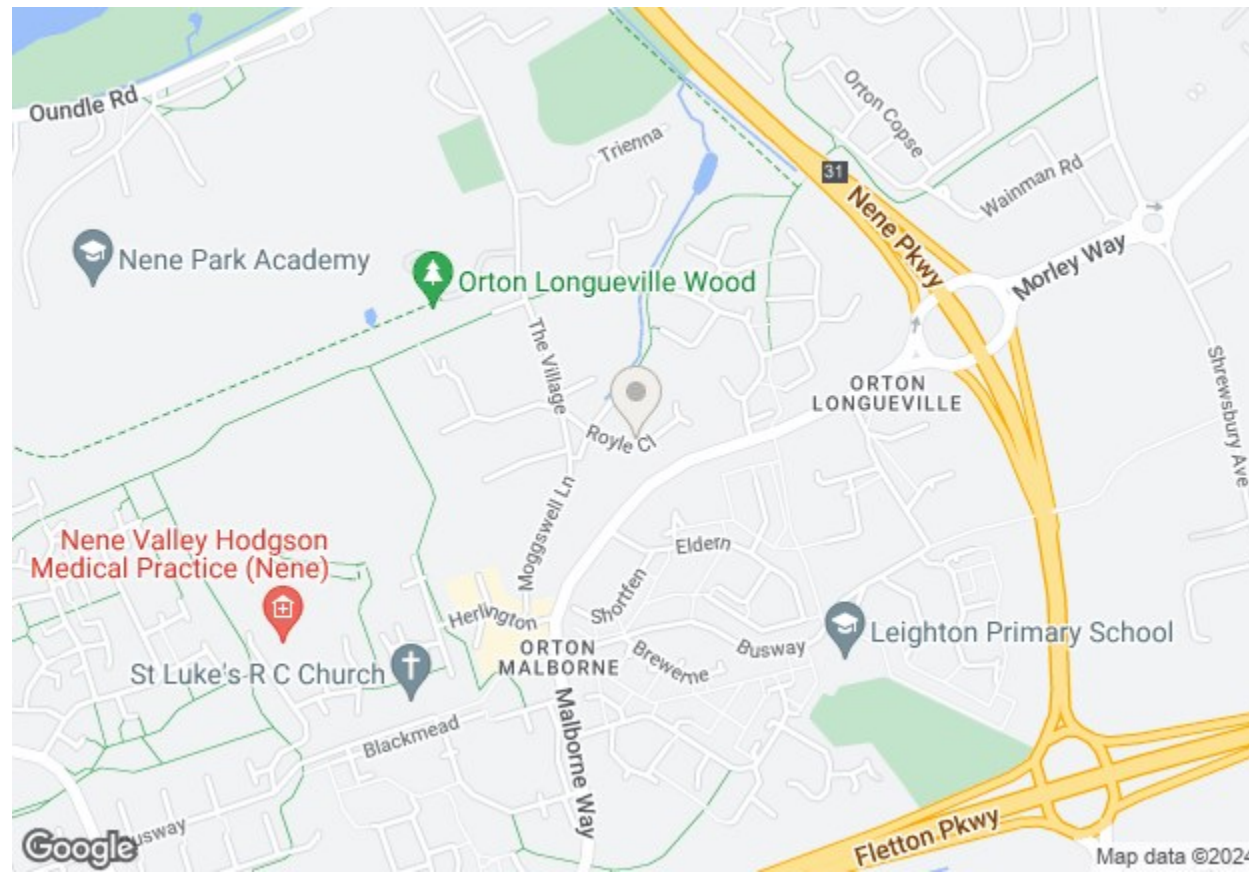 Oundle Rd
Trienna
Orton Copse
31
Wainman Rd
Nene Pkwy
Nene Park Academy
Morley Way
Orton Longueville Wood
The Village
Shrewsbury Ave
ORTON
LONGUEVILLE
Royle Cl
Moggswell Ln
Nene Valley Hodgson
Medical Practice (Nene)
Eldern
Shortfen
Herlington
Leighton Primary School
ORTON
MALBORNE
Busway
Brewerne
St Luke's R C Church
Blackmead
Malborne Way
Busway
Fletton Pkwy
Google
Map data ©2024